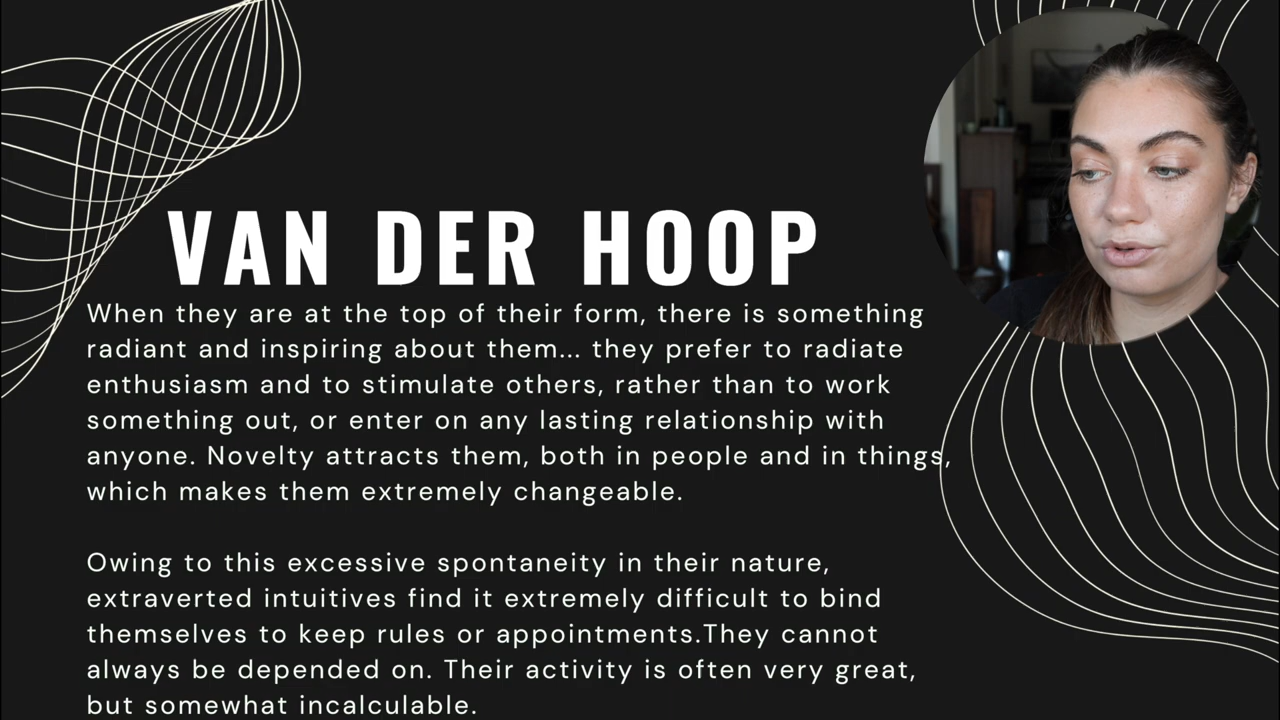 VAN DER HOOP
When they are at the top of their form, there is something
radiant and inspiring about them... they prefer to radiate
enthusiasm and to stimulate others, rather than to work
something out, or enter on any lasting relationship with
anyone. Novelty attracts them, both in people and in things,
which makes them extremely changeable.
Owing to this excessive spontaneity in their nature,
extraverted intuitives find it extremely difficult to bind
themselves to keep rules or appointments.They cannot
always be depended on. Their activity is often very great,
but somewhat incalculable.